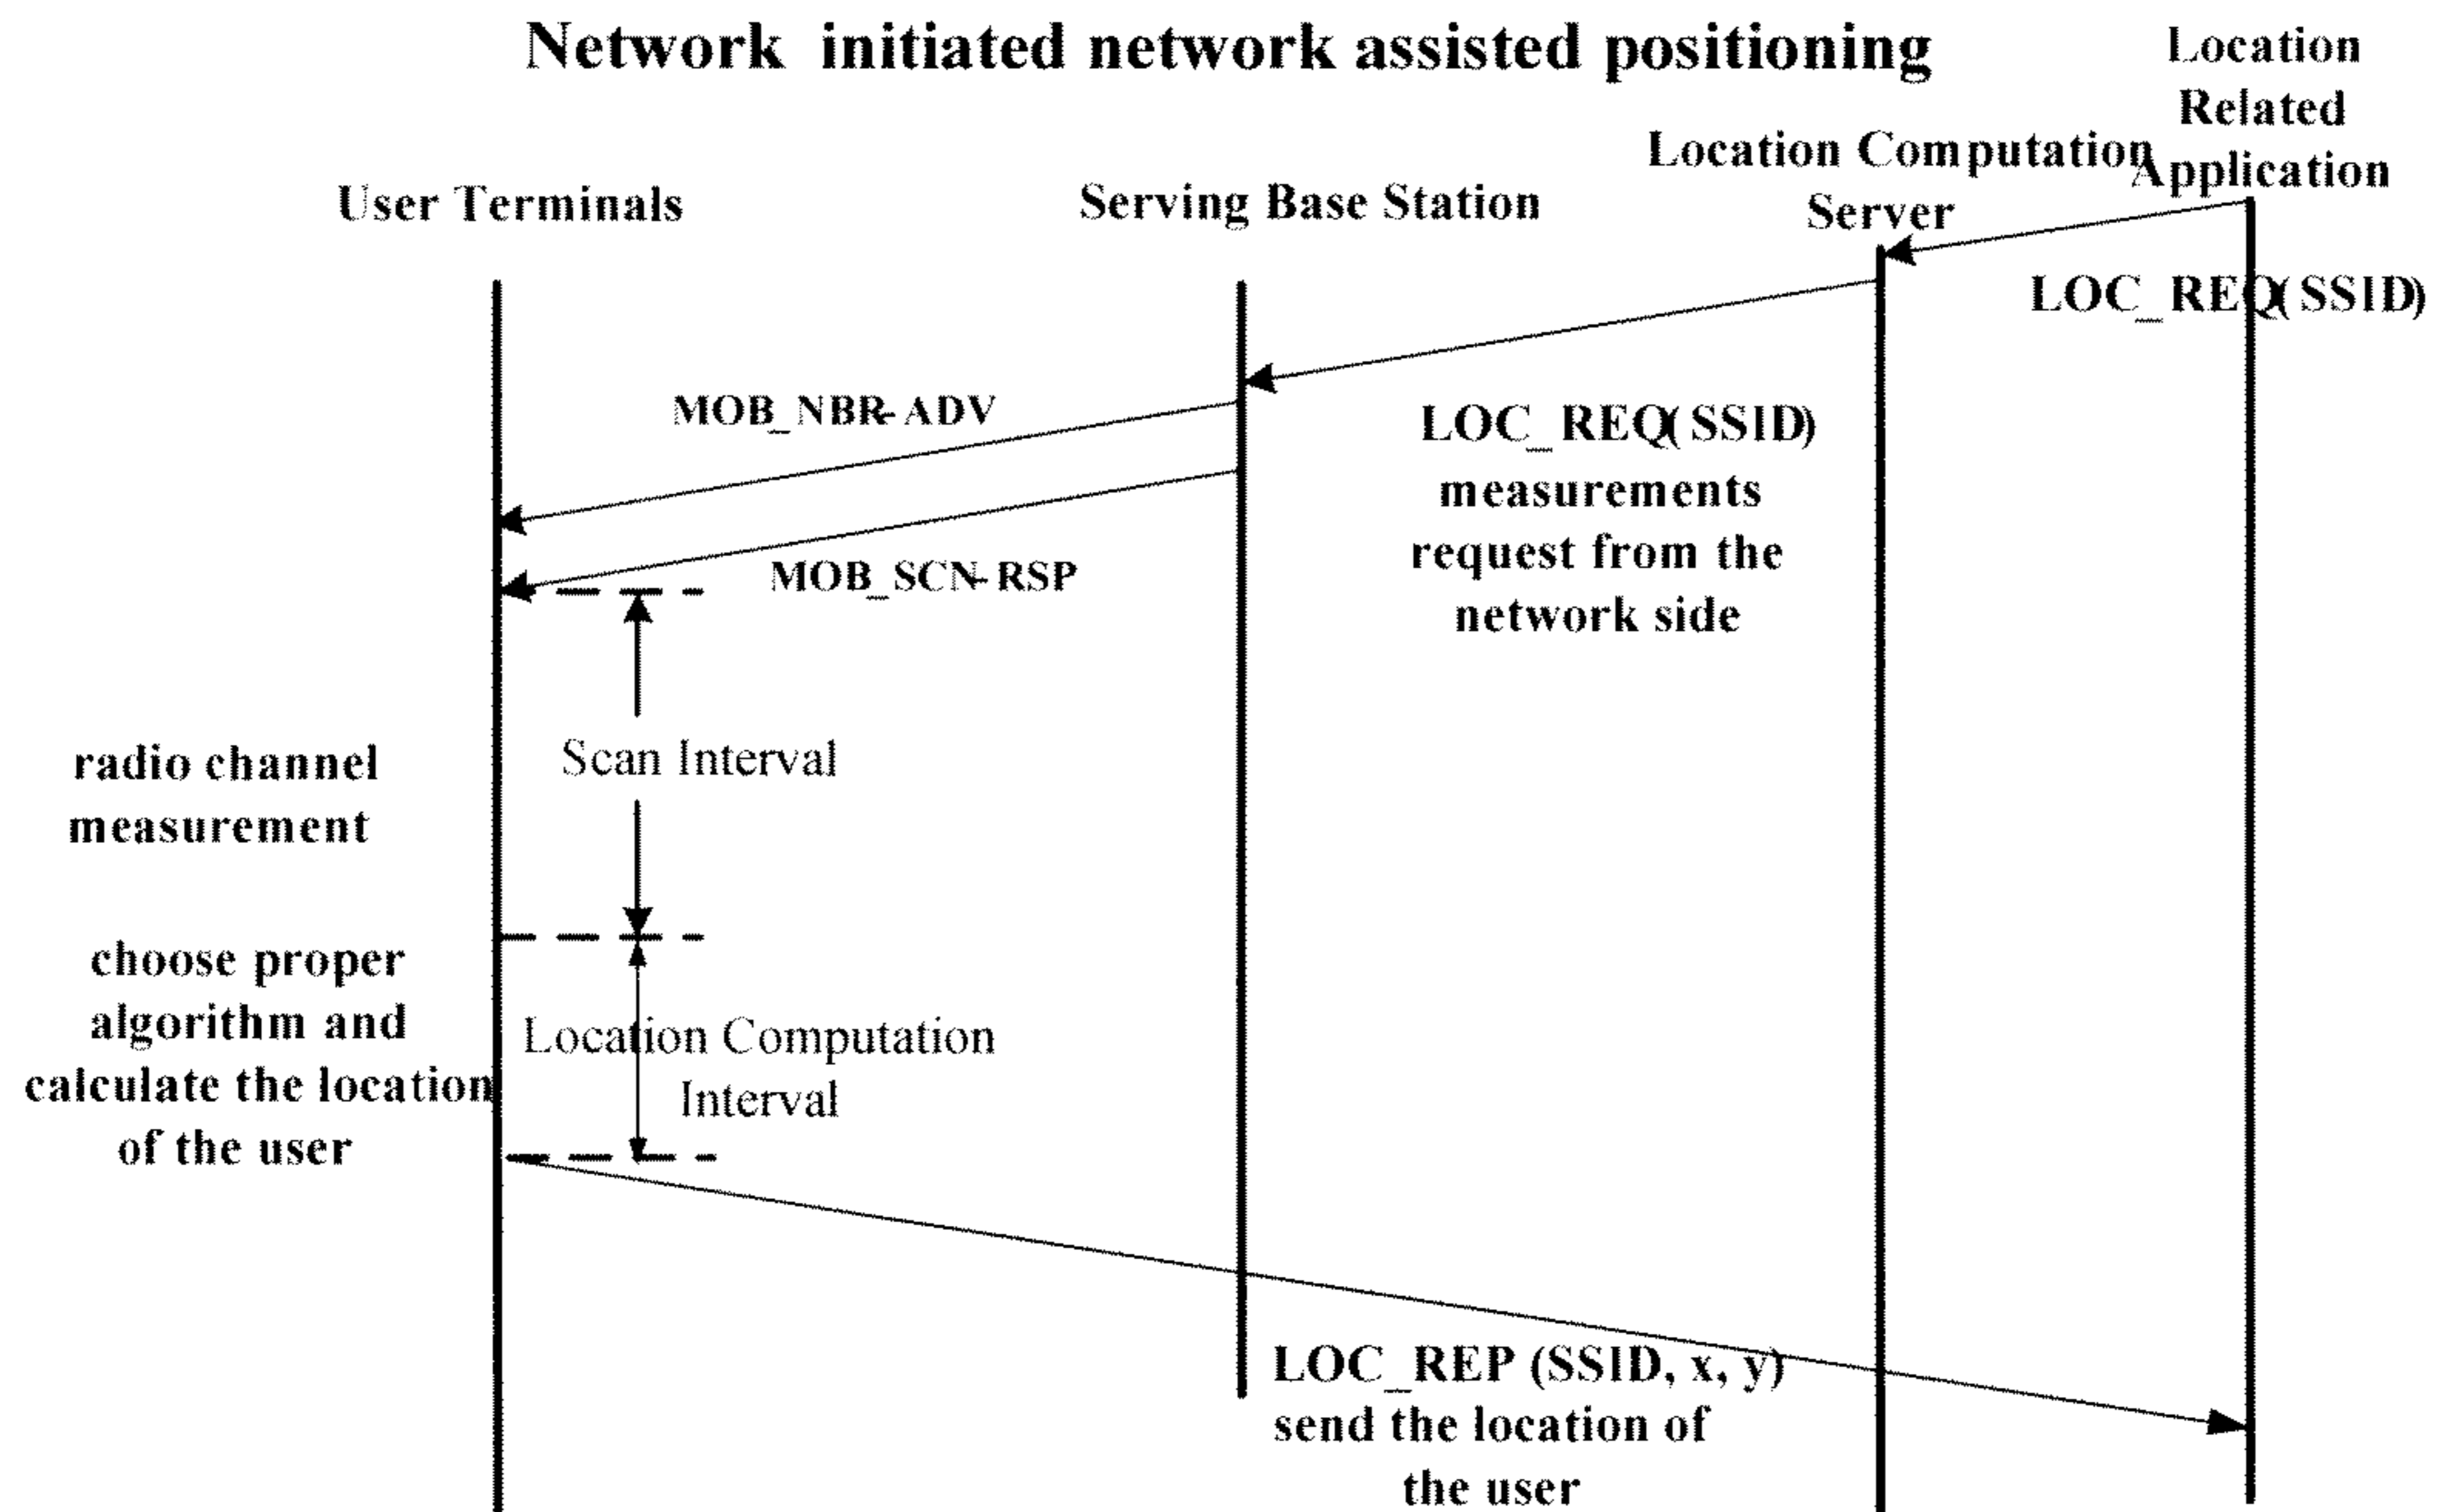 Network initiated network assisted positioning
Location
Related
Application
Location Computation
Server
User Terminals
Serving Base Station
LOC_REQ(SSID)
MOB_NBR-ADV
LOC_REQ(SSID)
measurements
request from the
network side
MOB_SCN-RSP
radio channel
measurement
Scan Interval
choose proper
algorithm and
calculate the location
of the user
Location Computation
Interval
LOC_REP (SSID, x, y)
send the location of
the user